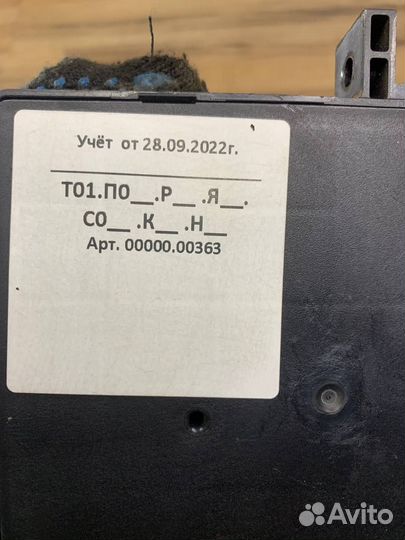 Учёт от 28.09.2022г.
Т01.П0__.Р__ .Я__.
С0__ .К__ .Н__
Арт. 00000.00363
Avito